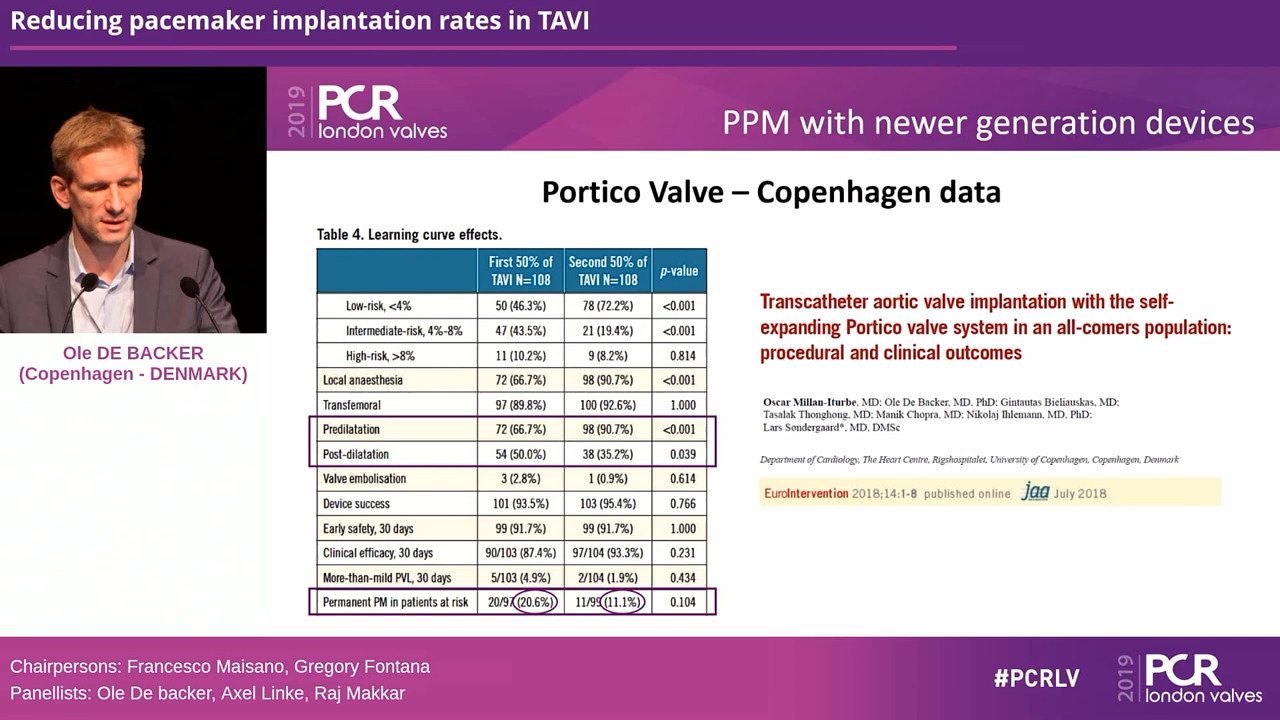 Reducing pacemaker implantation rates in TAVI
2019 PCR
london valves
PPM with newer generation devices
Ole DE BACKER
(Copenhagen - DENMARK)
Portico Valve – Copenhagen data
Table 4. Learning curve effects.
First 50% of TAVI N=108 Second 50% of TAVI N=108 p-value
Low-risk, <4% 50 (46.3%) 78 (72.2%) <0.001
Intermediate-risk, 4%-8% 47 (43.5%) 21 (19.4%) <0.001
High-risk, >8% 11 (10.2%) 9 (8.2%) 0.814
Local anaesthesia 72 (66.7%) 98 (90.7%) <0.001
Transfemoral 97 (89.8%) 100 (92.6%) 1.000
Predilatation 72 (66.7%) 98 (90.7%) <0.001
Post-dilatation 54 (50.0%) 38 (35.2%) 0.039
Valve embolisation 3 (2.8%) 1 (0.9%) 0.614
Device success 101 (93.5%) 103 (95.4%) 0.766
Early safety, 30 days 99 (91.7%) 99 (91.7%) 1.000
Clinical efficacy, 30 days 90/103 (87.4%) 97/104 (93.3%) 0.231
More-than-mild PVL, 30 days 5/103 (4.9%) 2/104 (1.9%) 0.434
Permanent PM in patients at risk 20/97 (20.6%) 11/99 (11.1%) 0.104
Transcatheter aortic valve implantation with the self-
expanding Portico valve system in an all-comers population:
procedural and clinical outcomes
Oscar Millan-Iturbe, MD; Ole De Backer, MD, PhD; Gintautas Bieliauskas, MD;
Tasalak Thonghong, MD; Manik Chopra, MD; Nikolaj Ihlemann, MD, PhD;
Lars Søndergaard*, MD, DMSc
Department of Cardiology, The Heart Centre, Rigshospitalet, University of Copenhagen, Copenhagen, Denmark
EuroIntervention 2018;14:1-8 published online jaa July 2018
Chairpersons: Francesco Maisano, Gregory Fontana
Panellists: Ole De backer, Axel Linke, Raj Makkar
#PCRLV
2019 PCR
london valves